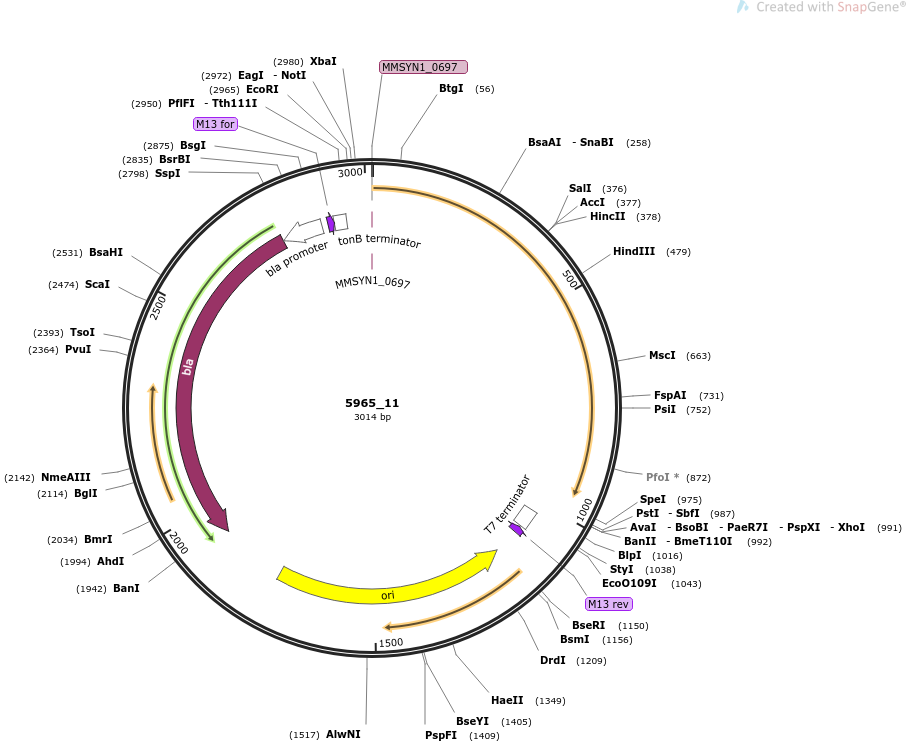 Created with SnapGene®
(2980) XbaI
MMSYN1_0697
(2972) EagI - NotI
(2965) EcoRI
BtgI (56)
(2950) PflFI - Tth111I
M13 for
(2875) BsgI
(2835) BsrBI
(2798) SspI
BsaAI - SnaBI (258)
3000
SalI (376)
AccI (377)
HincII (378)
tonB terminator
bla promoter
(2531) BsaHI
HindIII (479)
500
MMSYN1_0697
(2474) ScaI
2500
(2393) TsoI
(2364) PvuI
MscI (663)
bla
FspAI (731)
5965_11
PsiI (752)
3014 bp
(2142) NmeAIII
PfoI * (872)
(2114) BglI
T7 terminator
SpeI (975)
1000
PstI - SbfI (987)
AvaI - BsoBI - PaeR7I - PspXI - XhoI (991)
(2034) BmrI
2000
BanII - BmeT110I (992)
BlpI (1016)
(1994) AhdI
StyI (1038)
EcoO109I (1043)
(1942) BanI
ori
M13 rev
BseRI (1150)
BsmI (1156)
1500
DrdI (1209)
HaeII (1349)
BseYI (1405)
(1517) AlwNI
PspFI (1409)